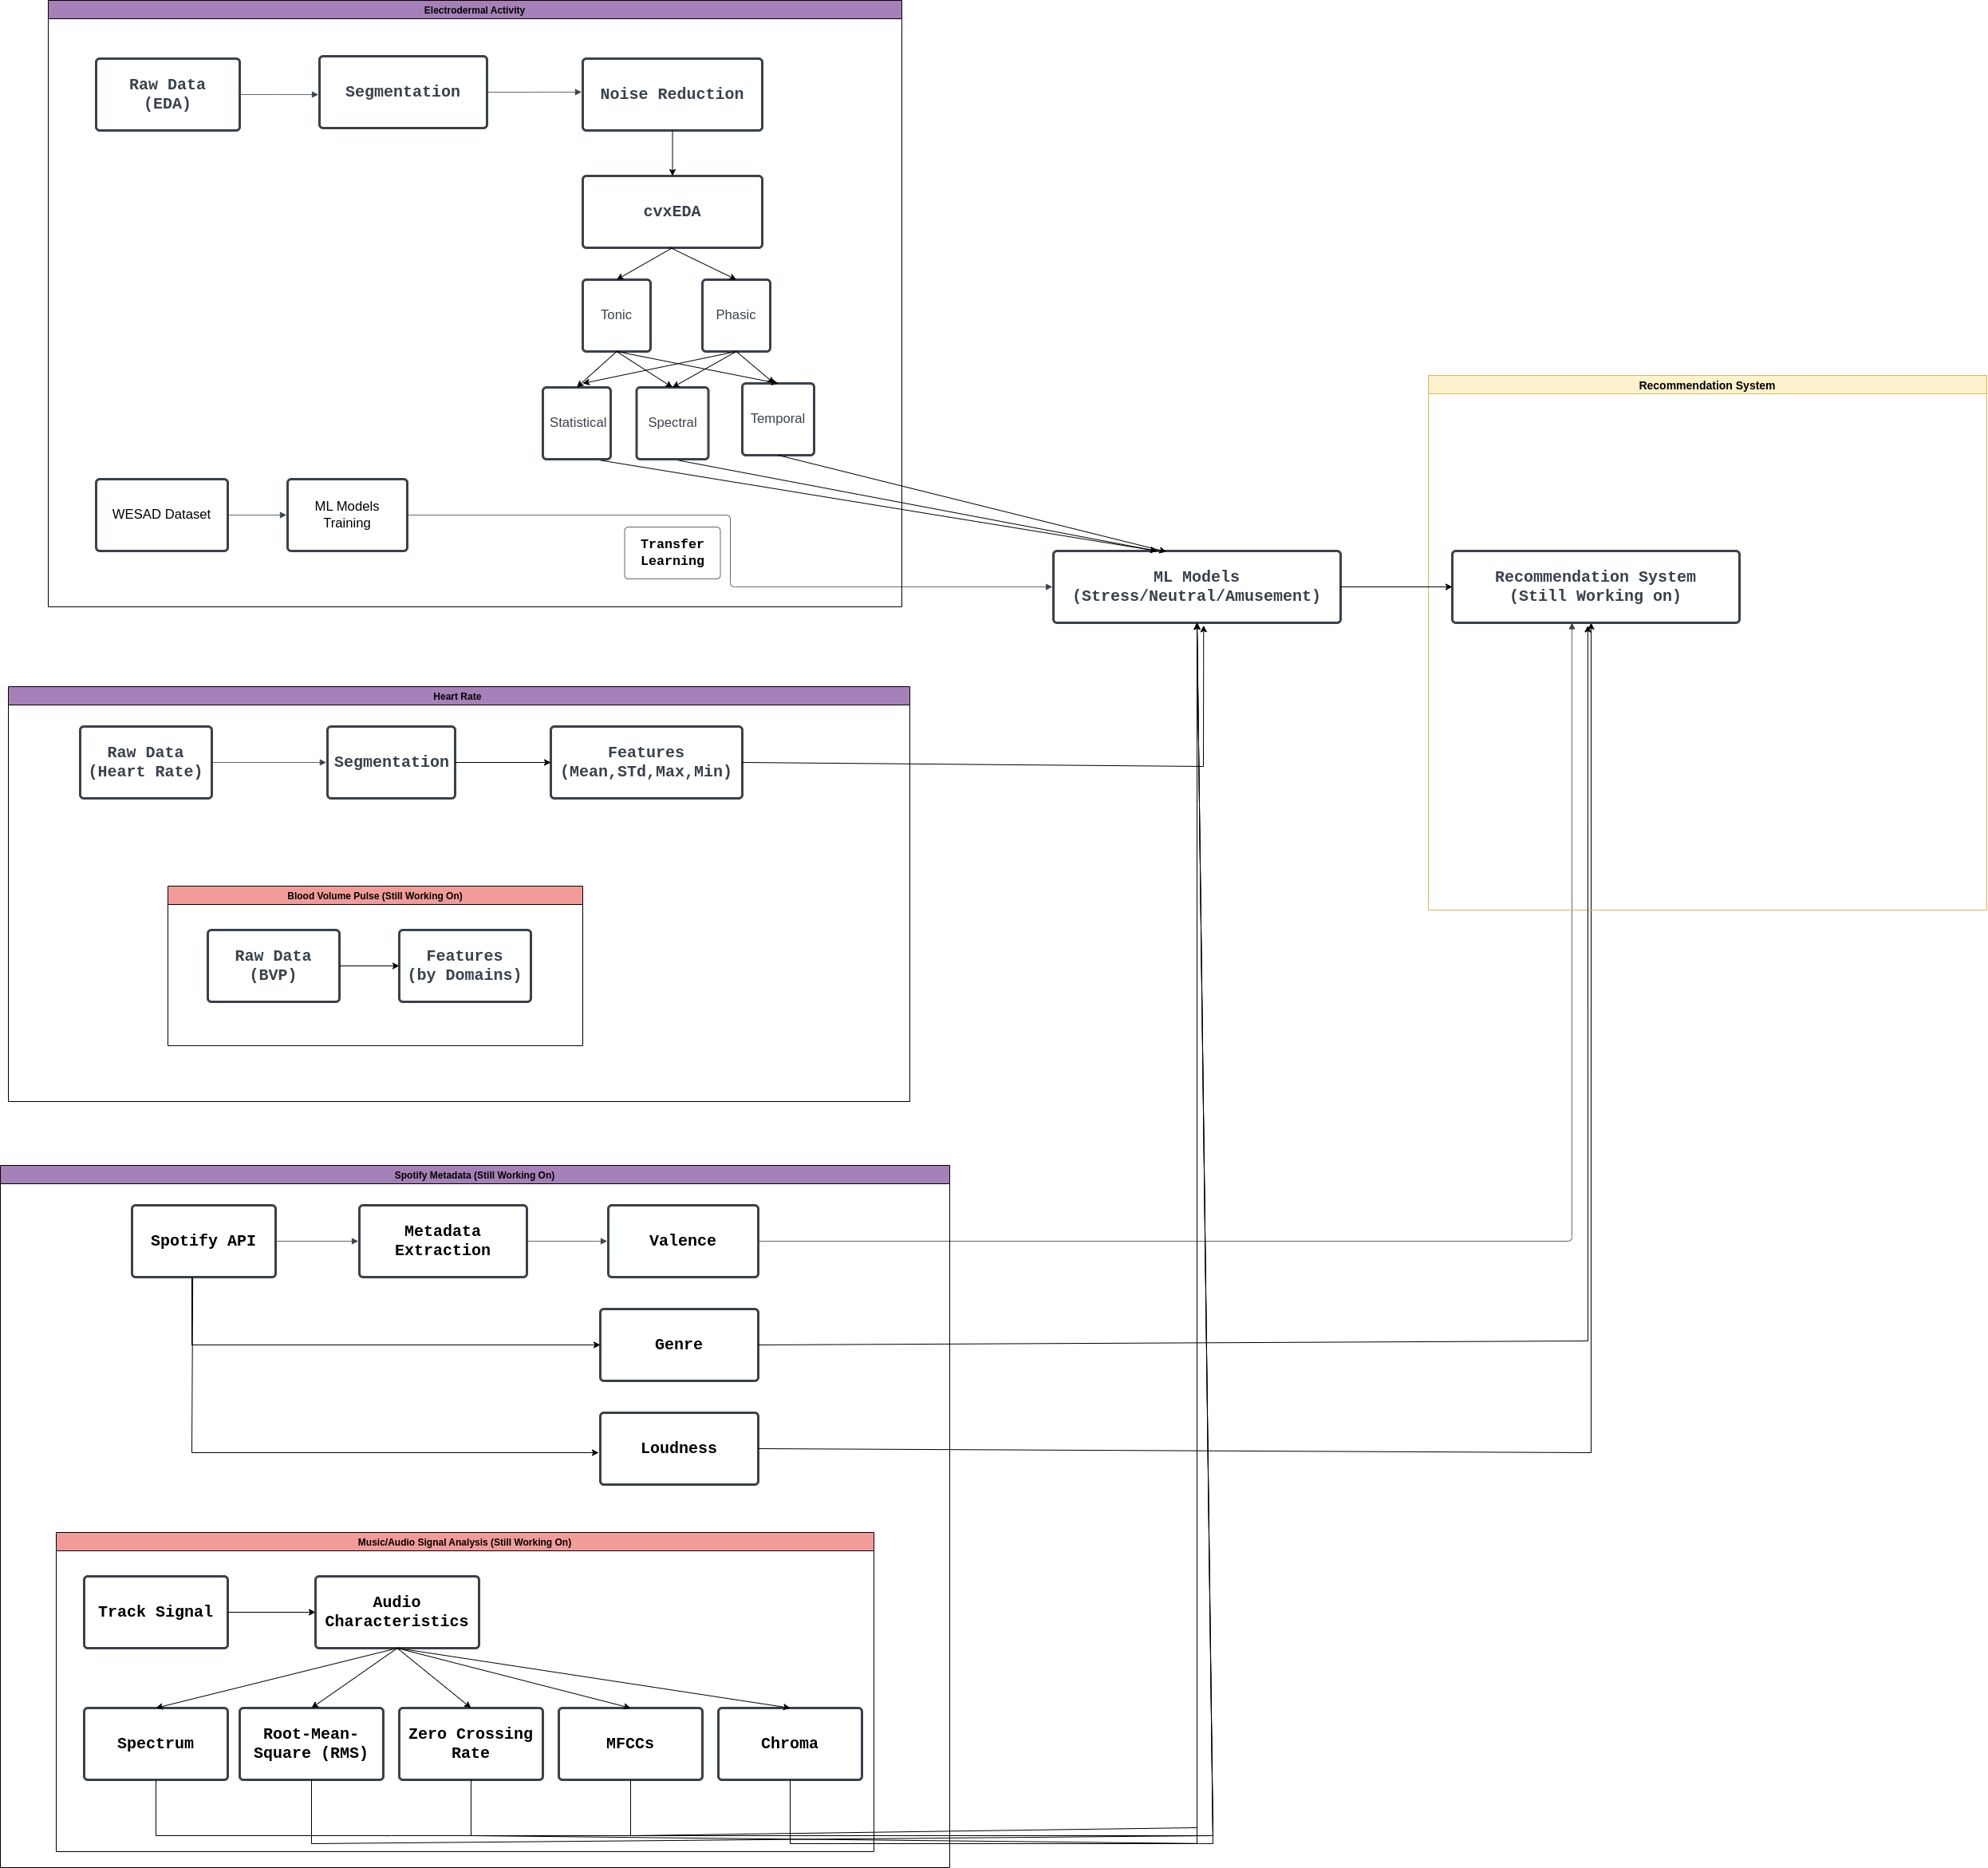 Electrodermal Activity
Raw Data
(EDA)
Segmentation
Noise Reduction
cvxEDA
Tonic
Phasic
Statistical
Spectral
Temporal
WESAD Dataset
ML Models
Training
Transfer
Learning
ML Models
(Stress/Neutral/Amusement)
Recommendation System
Recommendation System
(Still Working on)
Heart Rate
Raw Data
(Heart Rate)
Segmentation
Features
(Mean,STd,Max,Min)
Blood Volume Pulse (Still Working On)
Raw Data
(BVP)
Features
(by Domains)
Spotify Metadata (Still Working On)
Spotify API
Metadata
Extraction
Valence
Genre
Loudness
Music/Audio Signal Analysis (Still Working On)
Track Signal
Audio
Characteristics
Spectrum
Root-Mean-
Square (RMS)
Zero Crossing
Rate
MFCCs
Chroma